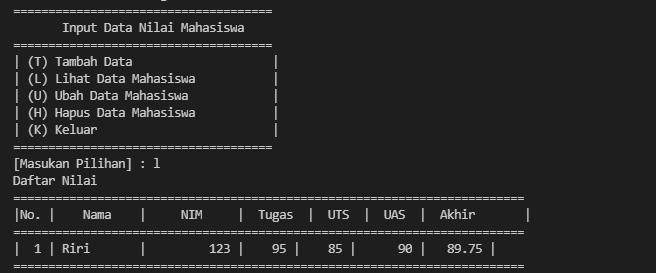 =====================================
Input Data Nilai Mahasiswa
=====================================
| (T) Tambah Data                    |
| (L) Lihat Data Mahasiswa           |
| (U) Ubah Data Mahasiswa            |
| (H) Hapus Data Mahasiswa           |
| (K) Keluar                         |
=====================================
[Masukan Pilihan] : l
Daftar Nilai
=========================================================================
|No. |    Nama    |     NIM     |  Tugas  |  UTS  |  UAS  |  Akhir       |
=========================================================================
|  1 | Riri       |         123 |    95 |    85 |       90 |   89.75 |
=========================================================================